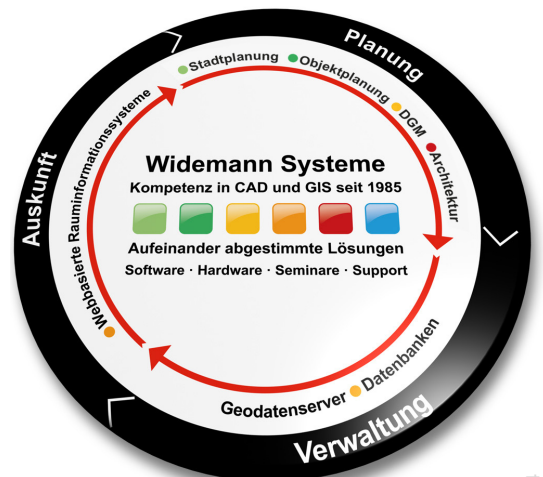 Planung
Stadtplanung
Objektplanung
DGM
Architektur
Auskunft
Webbasierte Rauminformationssysteme
Widemann Systeme
Kompetenz in CAD und GIS seit 1985
Aufeinander abgestimmte Lösungen
Software · Hardware · Seminare · Support
Geodatenserver
Datenbanken
Verwaltung